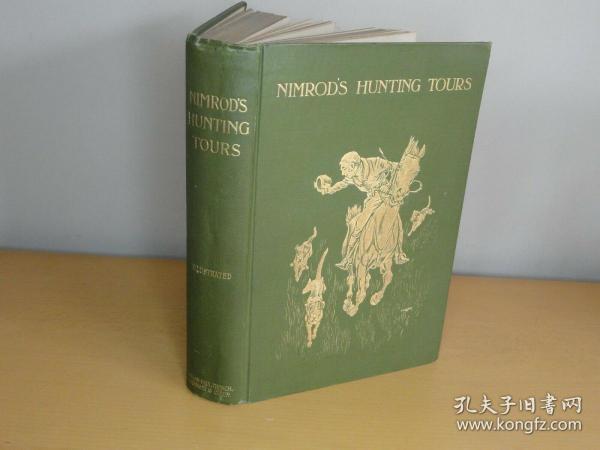 NIMROD'S HUNTING TOURS
NIMROD'S
HUNTING
TOURS
ILLUSTRATED
孔夫子旧书网
www.kongfz.com